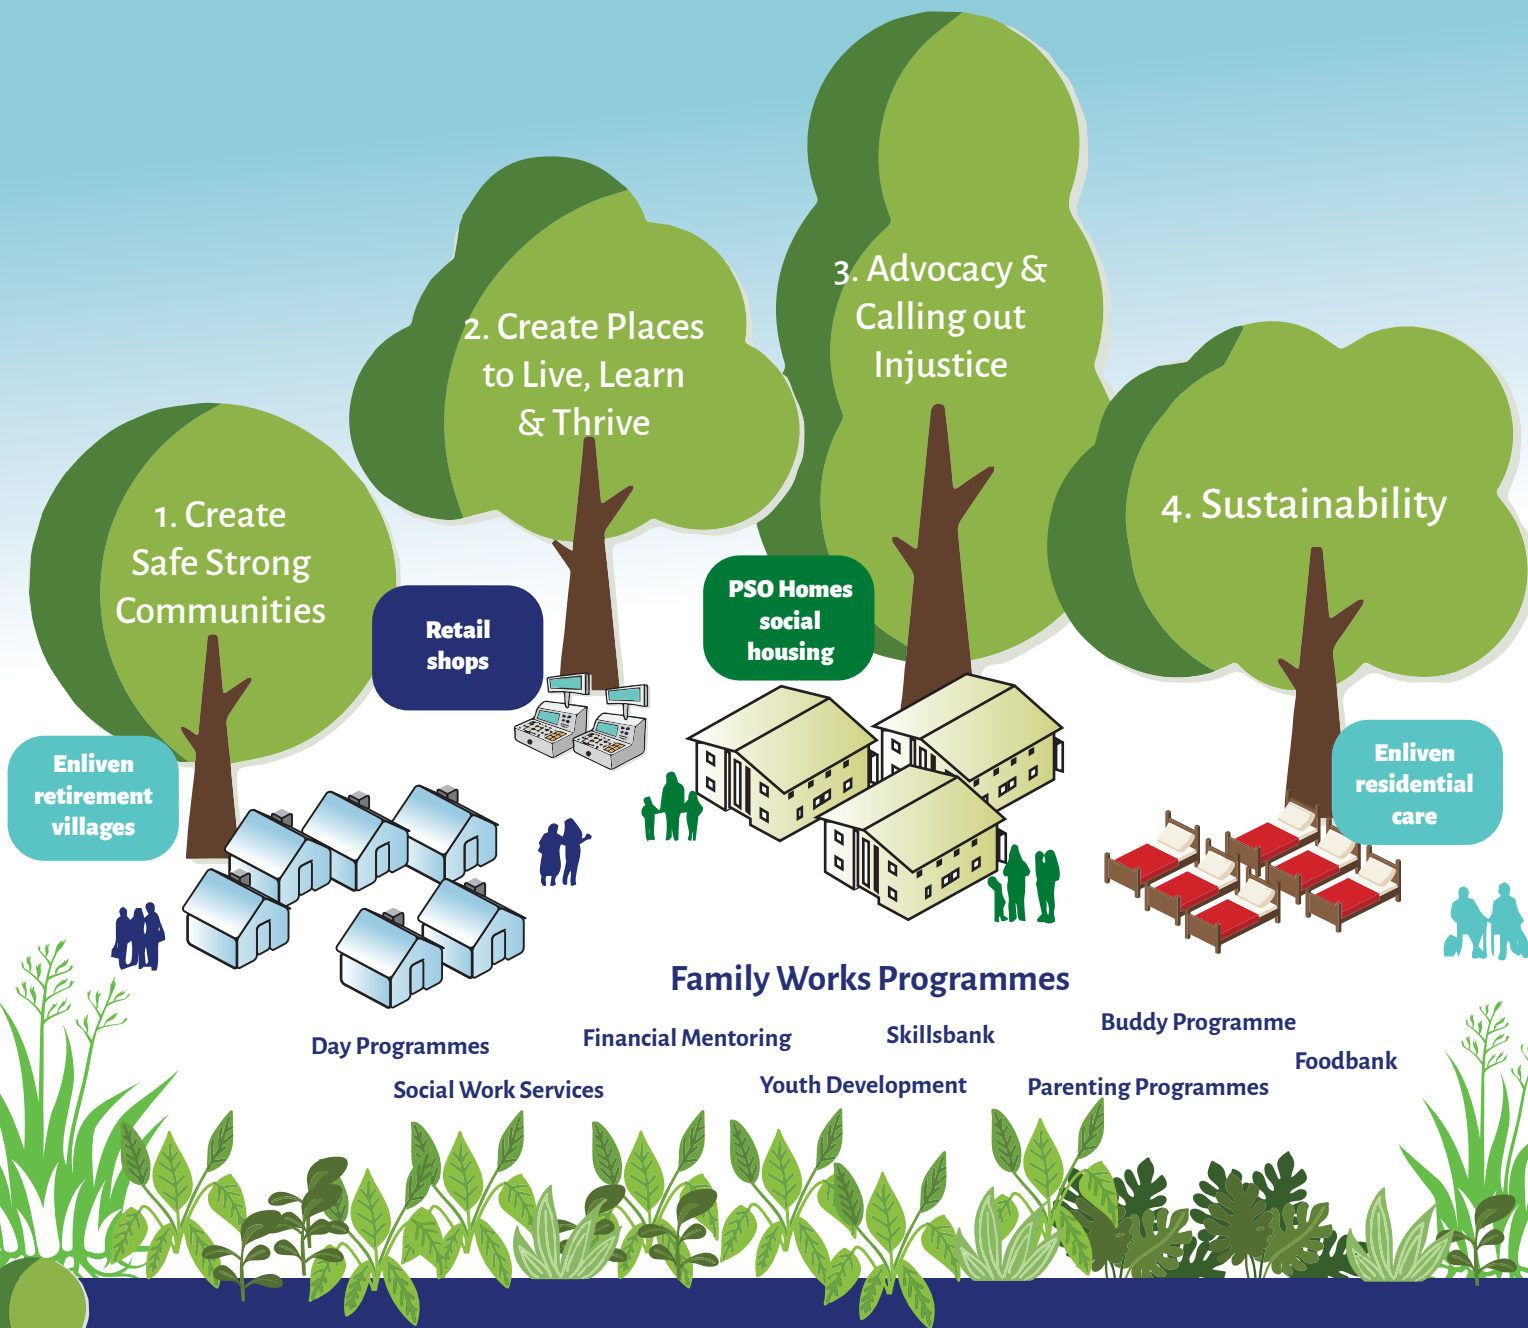 1. Create
Safe Strong
Communities
2. Create Places
to Live, Learn
& Thrive
3. Advocacy &
Calling out
Injustice
4. Sustainability
Enliven
retirement
villages
Retail
shops
PSO Homes
social
housing
Enliven
residential
care
Family Works Programmes
Day Programmes
Financial Mentoring
Skillsbank
Buddy Programme
Foodbank
Social Work Services
Youth Development
Parenting Programmes